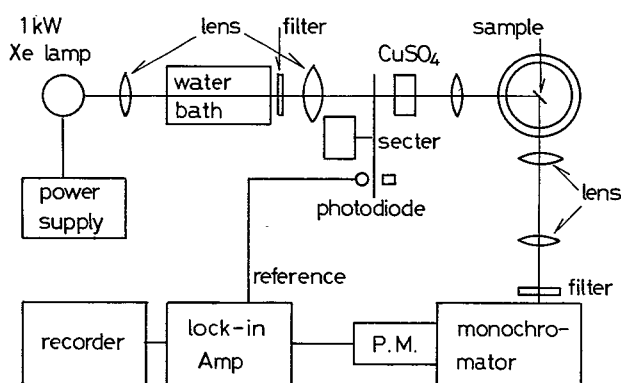 1kW
Xe lamp
lens
filter
CuSO4
sample
water
bath
secter
power
supply
photodiode
lens
reference
filter
recorder
lock-in
Amp
P.M.
monochro-
mator